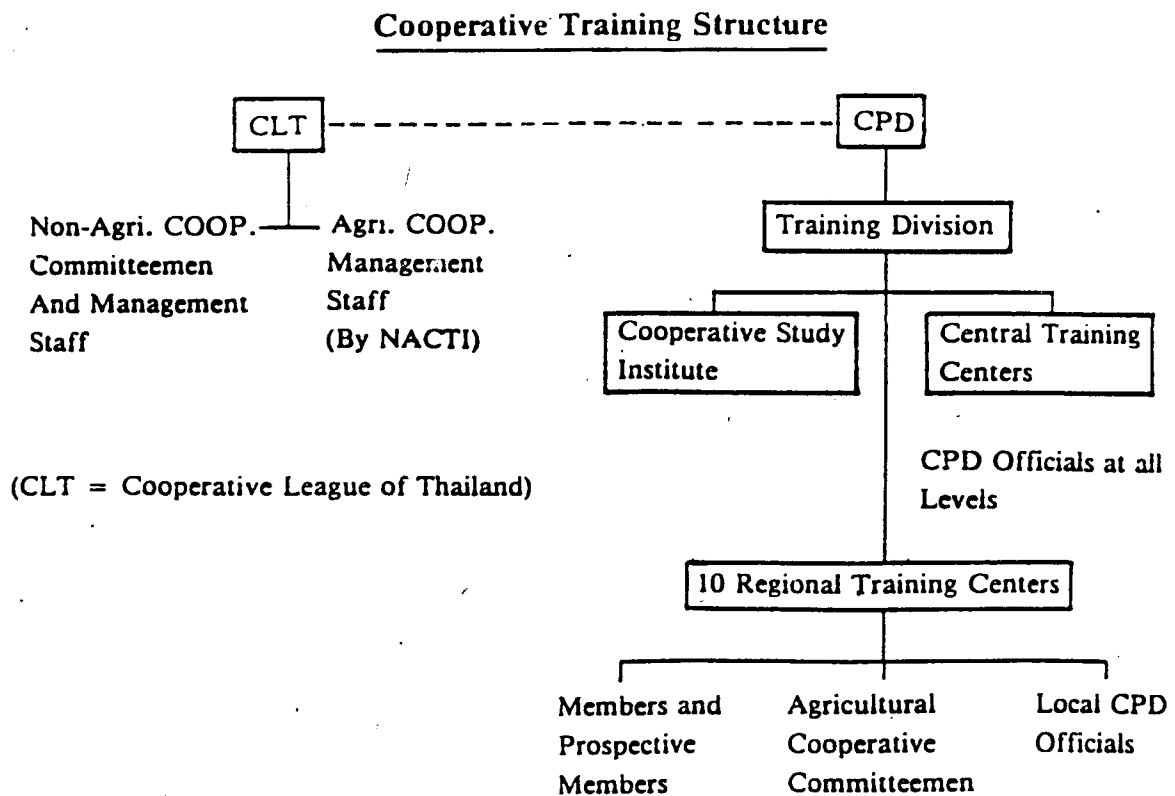 Cooperative Training Structure
CLT
CPD
Non-Agri. COOP.
Committeemen
And Management
Staff
Agri. COOP.
Management
Staff
(By NACTI)
Training Division
Cooperative Study
Institute
Central Training
Centers
CPD Officials at all
Levels
(CLT = Cooperative League of Thailand)
10 Regional Training Centers
Members and
Prospective
Members
Agricultural
Cooperative
Committeemen
Local CPD
Officials